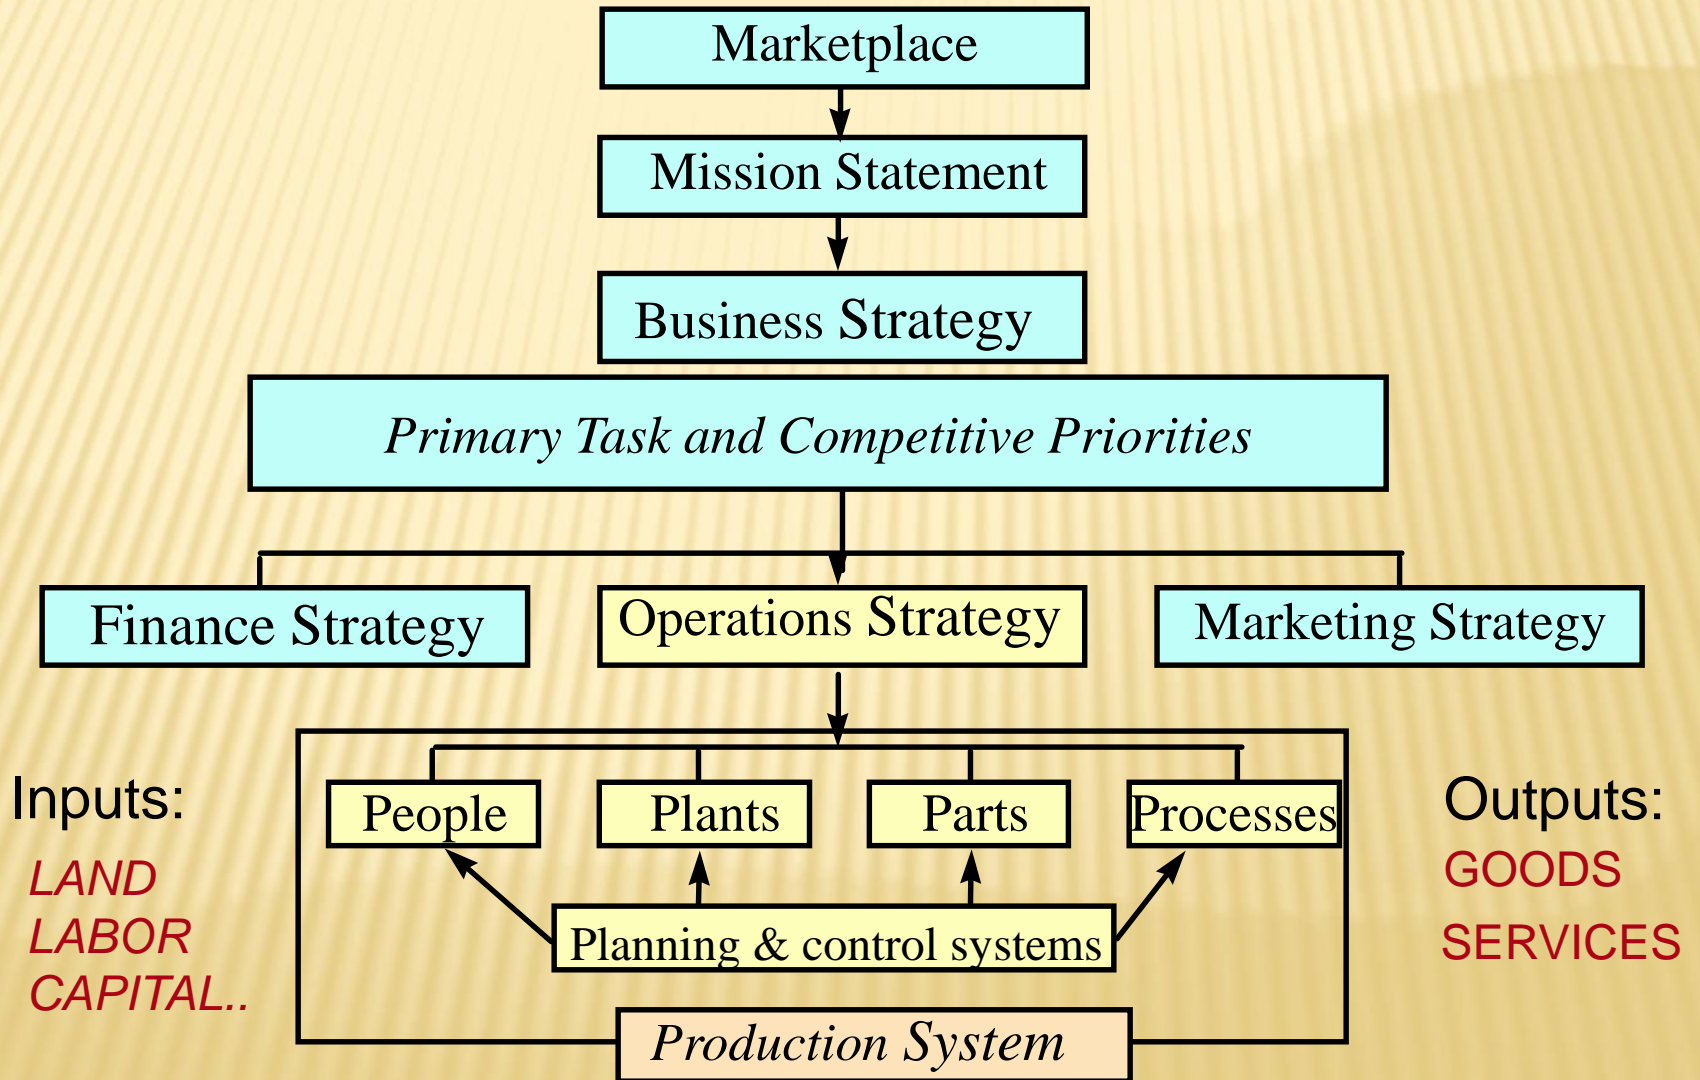 Marketplace
Mission Statement
Business Strategy
Primary Task and Competitive Priorities
Finance Strategy
Operations Strategy
Marketing Strategy
Inputs:
LAND
LABOR
CAPITAL..
People
Plants
Parts
Processes
Planning & control systems
Production System
Outputs:
GOODS
SERVICES